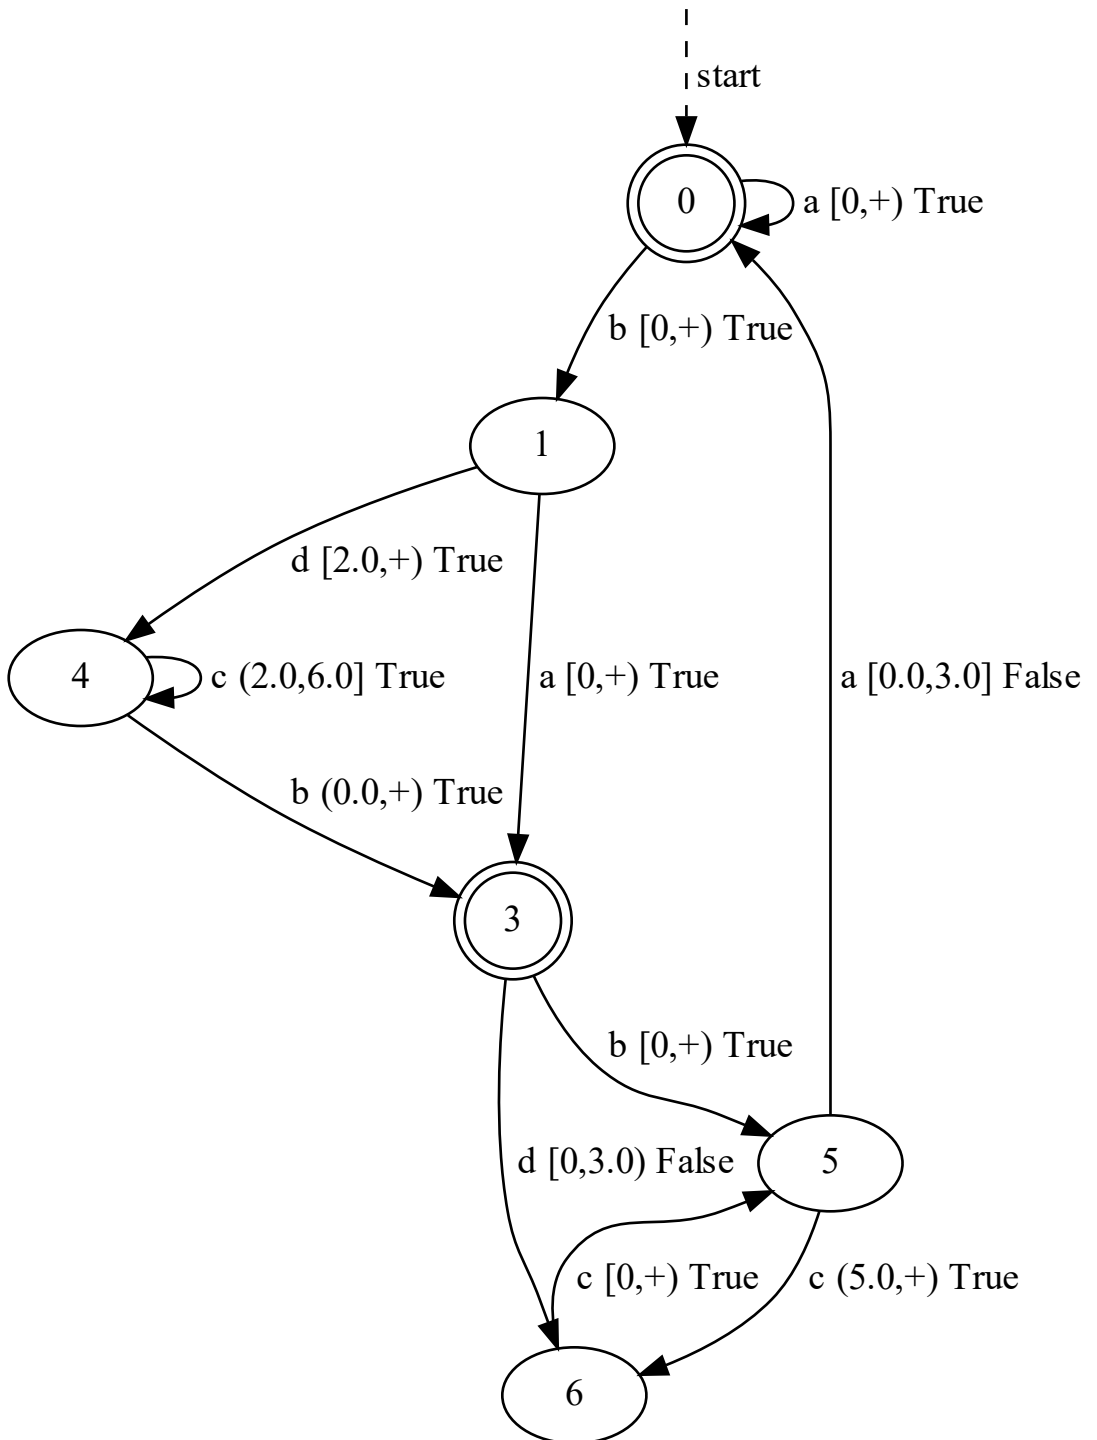 start
0
a [0,+) True
b [0,+) True
1
d [2.0,+) True
4
c (2.0,6.0] True
a [0,+) True
a [0.0,3.0] False
b (0.0,+) True
3
b [0,+) True
d [0,3.0) False
5
c [0,+) True
c (5.0,+) True
6